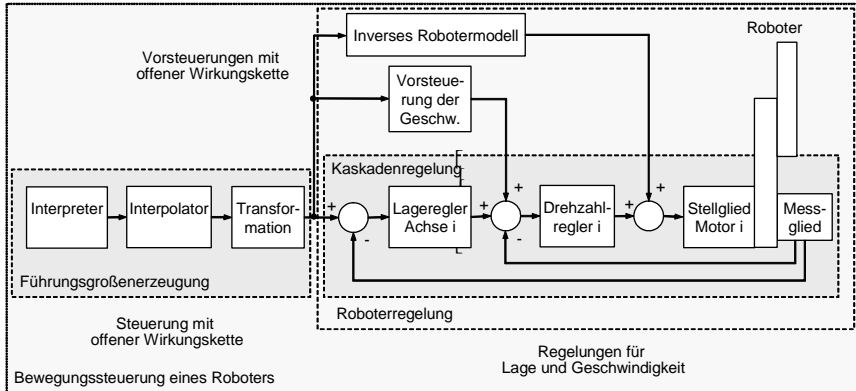 Inverses Robotermodell
Roboter
Vorsteuerungen mit
offener Wirkungskette
Vorsteue-
rung der
Geschw.
Kaskadenregelung
+
+
+
+
+
+
-
-
Interpreter
Interpolator
Transfor-
mation
Lageregler
Achse i
Drehzahl-
regler i
Stellglied
Motor i
Mess-
glied
Führungsgroßenerzeugung
Roboterregelung
Steuerung mit
offener Wirkungskette
Regelungen für
Lage und Geschwindigkeit
Bewegungssteuerung eines Roboters